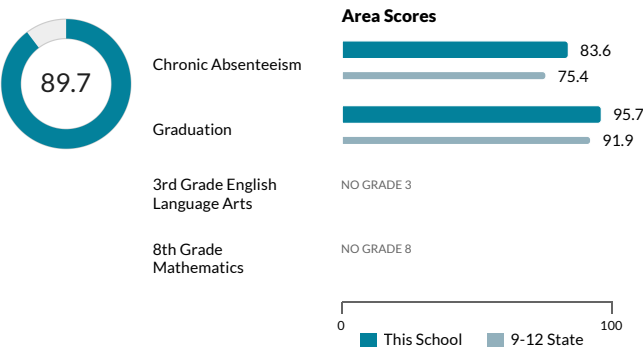 Area Scores
89.7
Chronic Absenteeism
83.6
75.4
Graduation
95.7
91.9
3rd Grade English
Language Arts
NO GRADE 3
8th Grade
Mathematics
NO GRADE 8
0
100
This School
9-12 State